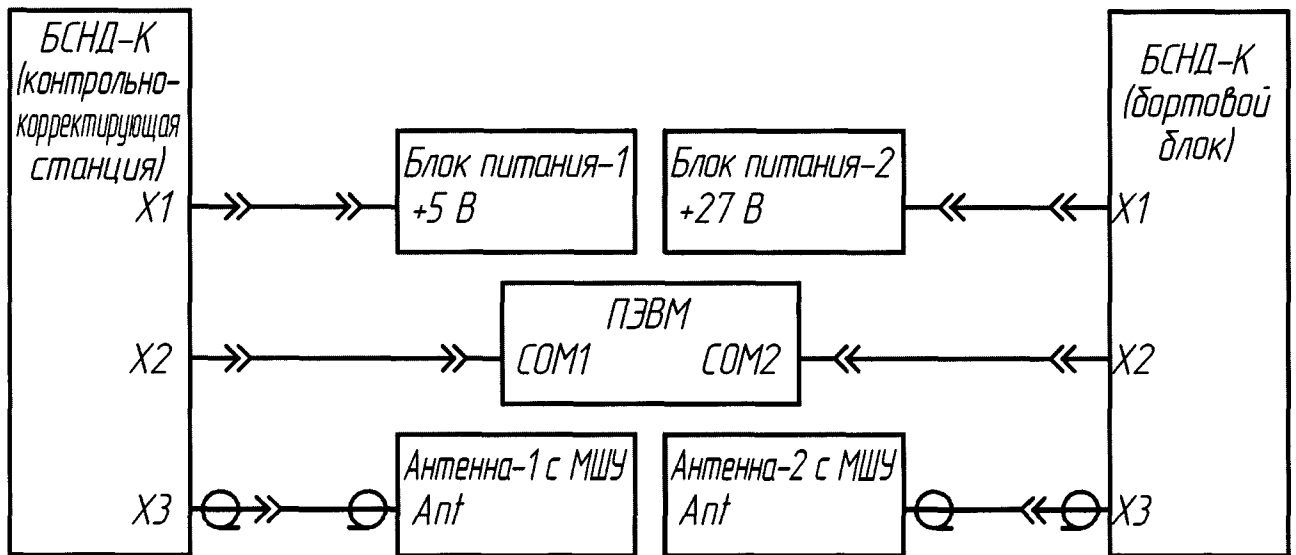 БСНД-К
(контрольно-
корректирующая
станция)
X1
X2
X3
Блок питания-1
+5 В
Блок питания-2
+27 В
ПЭВМ
COM1 COM2
Антенна-1 с МШУ
Ant
Антенна-2 с МШУ
Ant
БСНД-К
(бортовой
блок)
X1
X2
X3